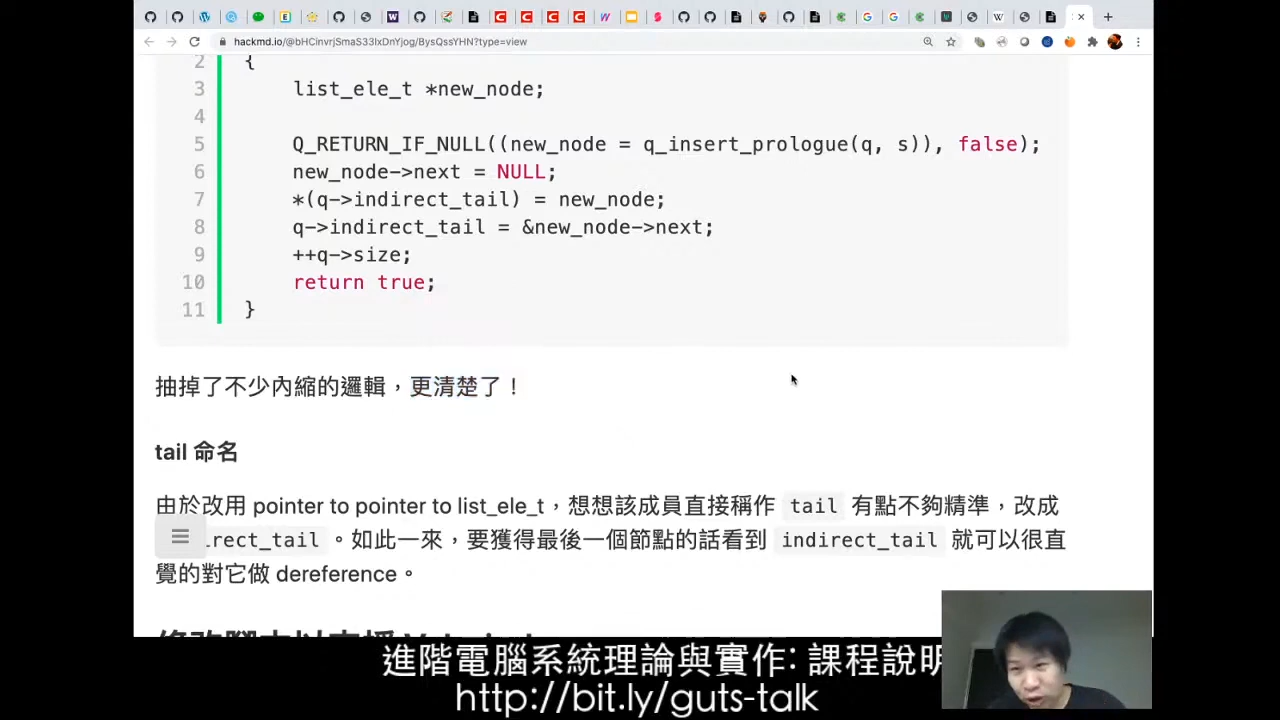 hackmd.io/@bHCinvrjSmaS33IxDnYjog/BysQssYHN?type=view
2 {
3 list_ele_t *new_node;
4
5 Q_RETURN_IF_NULL((new_node = q_insert_prologue(q, s)), false);
6 new_node->next = NULL;
7 *(q->indirect_tail) = new_node;
8 q->indirect_tail = &new_node->next;
9 ++q->size;
10 return true;
11 }
抽掉了不少內縮的邏輯，更清楚了！
tail 命名
由於改用 pointer to pointer to list_ele_t，想想該成員直接稱作 tail 有點不夠精準，改成
rect_tail 。如此一來，要獲得最後一個節點的話看到 indirect_tail 就可以很直
覺的對它做 dereference。
進階電腦系統理論與實作: 課程說明
http://bit.ly/guts-talk